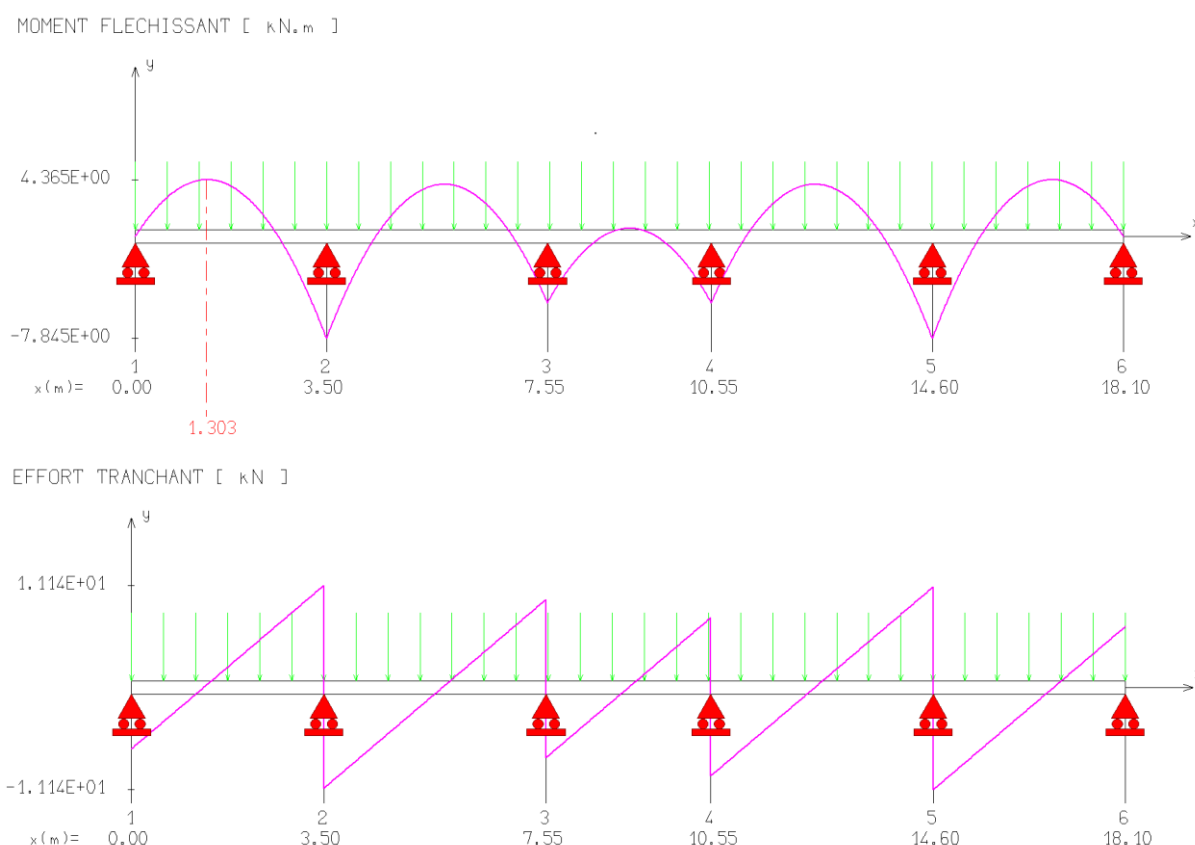 MOMENT FLECHISSANT [ kN.m ]
y
4.365E+00
x
-7.845E+00
1 2 3 4 5 6
x(m)= 0.00 3.50 7.55 10.55 14.60 18.10
1.303
EFFORT TRANCHANT [ kN ]
y
1.114E+01
-1.114E+01
1 2 3 4 5 6
x(m)= 0.00 3.50 7.55 10.55 14.60 18.10